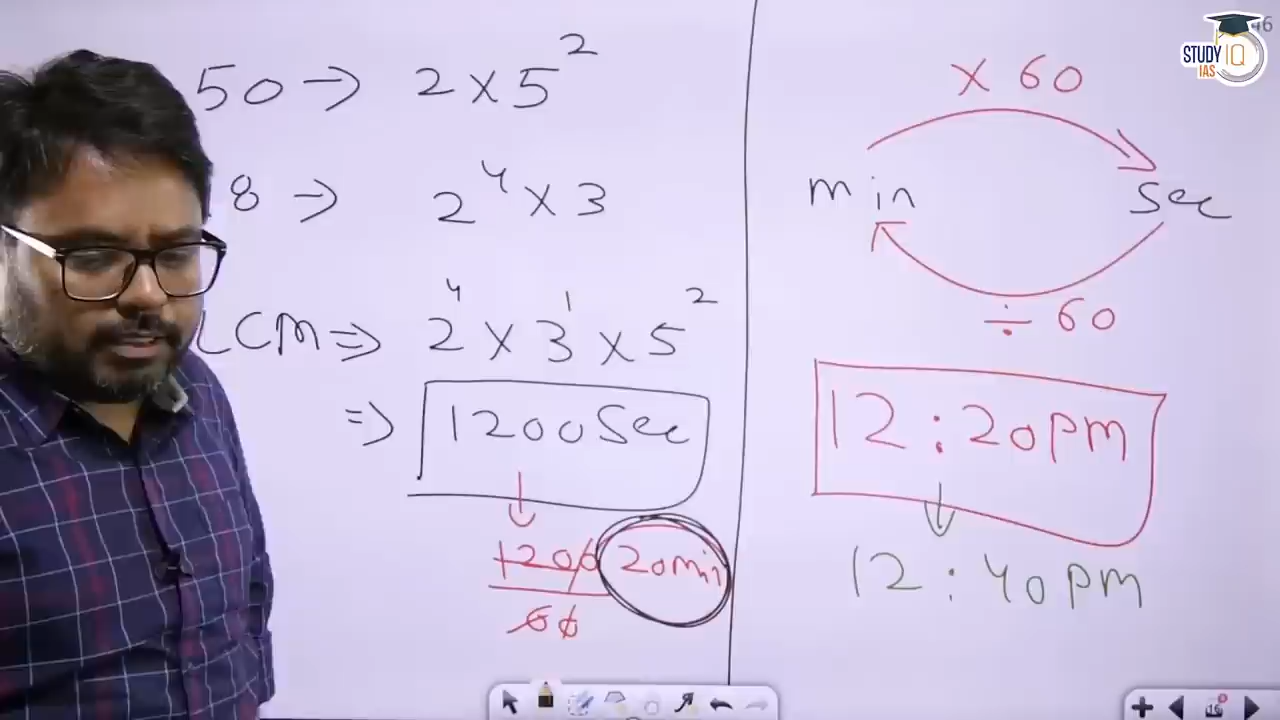 50 → 2 × 5²
8 ⇒ 2⁴ × 3
LCM ⇒ 2⁴ × 3¹ × 5²
⇒ 1200 Sec
1200
60
20 min
× 60
min
Sec
÷ 60
12 : 20 pm
12 : 40 pm
STUDY IQ
IAS
46